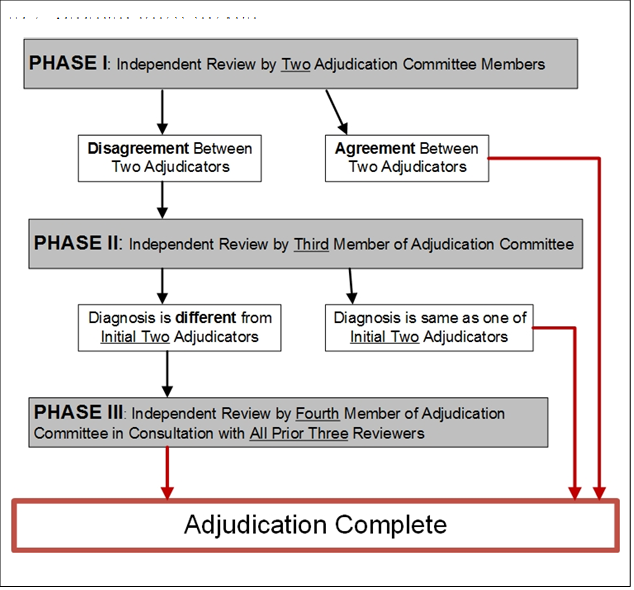 PHASE I: Independent Review by Two Adjudication Committee Members
Disagreement Between
Two Adjudicators
Agreement Between
Two Adjudicators
PHASE II: Independent Review by Third Member of Adjudication Committee
Diagnosis is different from
Initial Two Adjudicators
Diagnosis is same as one of
Initial Two Adjudicators
PHASE III: Independent Review by Fourth Member of Adjudication
Committee in Consultation with All Prior Three Reviewers
Adjudication Complete